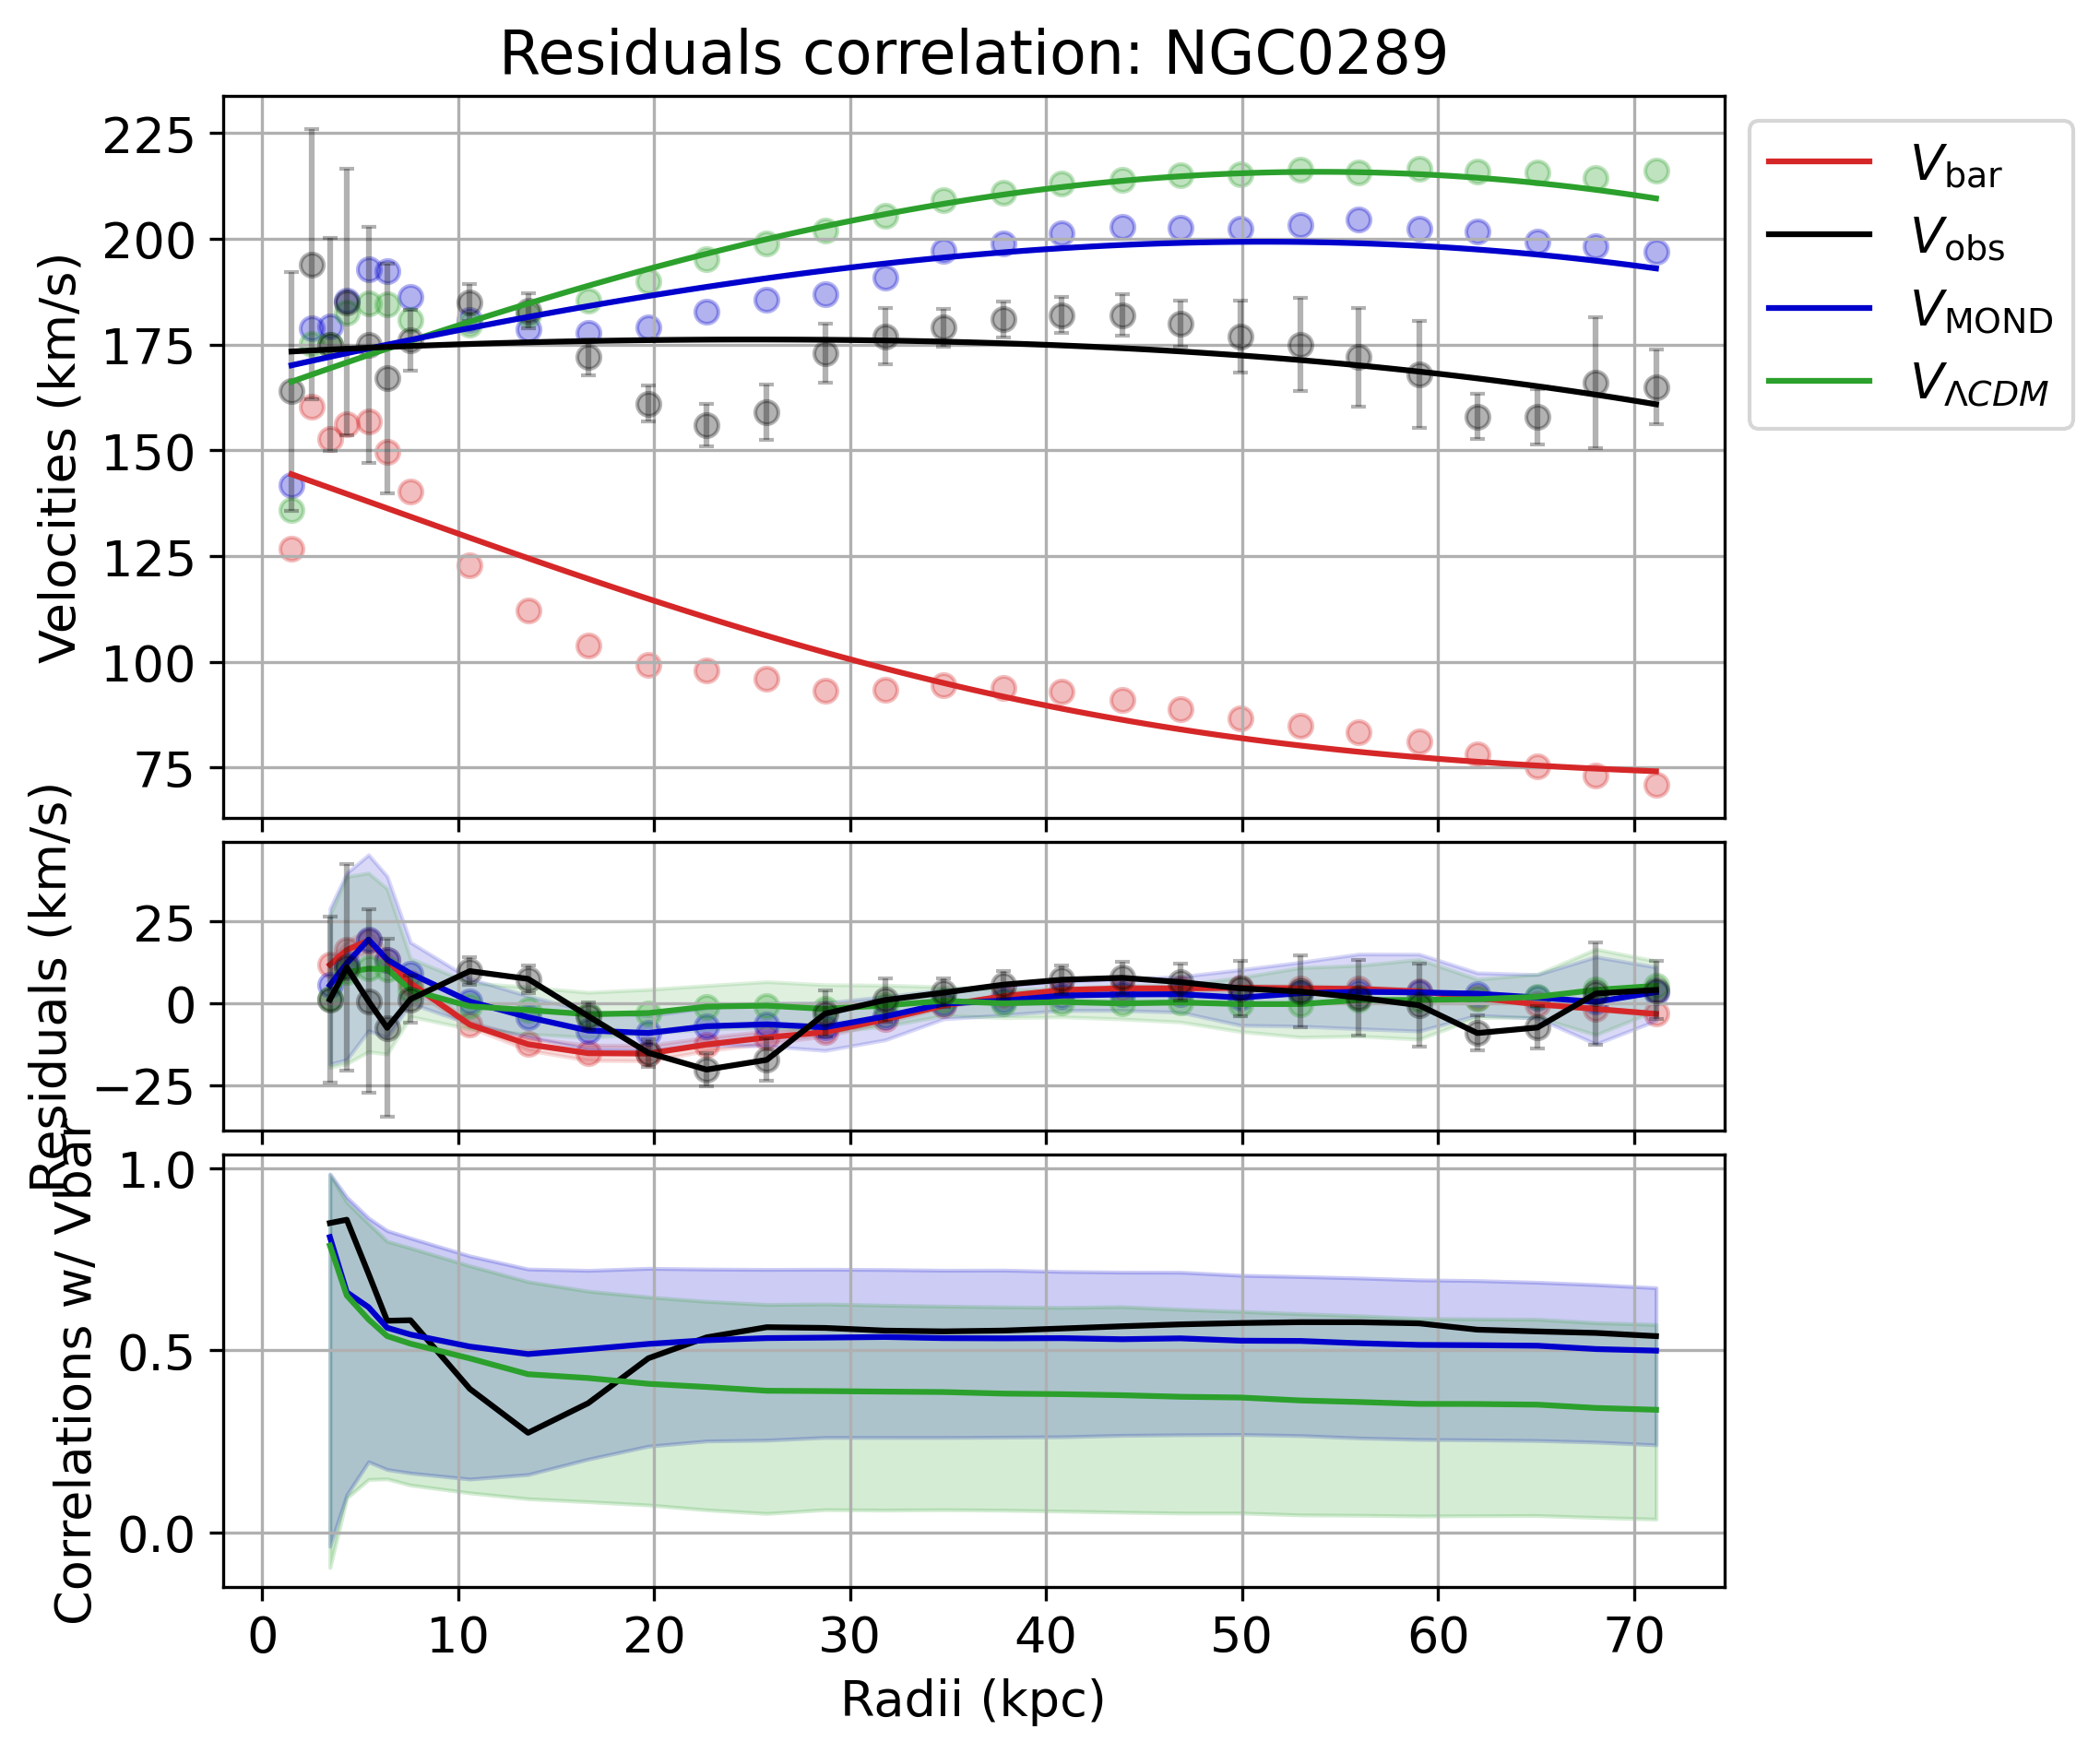 Residuals correlation: NGC0289
Velocities (km/s)
225
200
175
150
125
100
75
V_bar
V_obs
V_MOND
V_ΛCDM
Residuals (km/s)
25
0
−25
Correlations w/ Vbar
1.0
0.5
0.0
0 10 20 30 40 50 60 70
Radii (kpc)